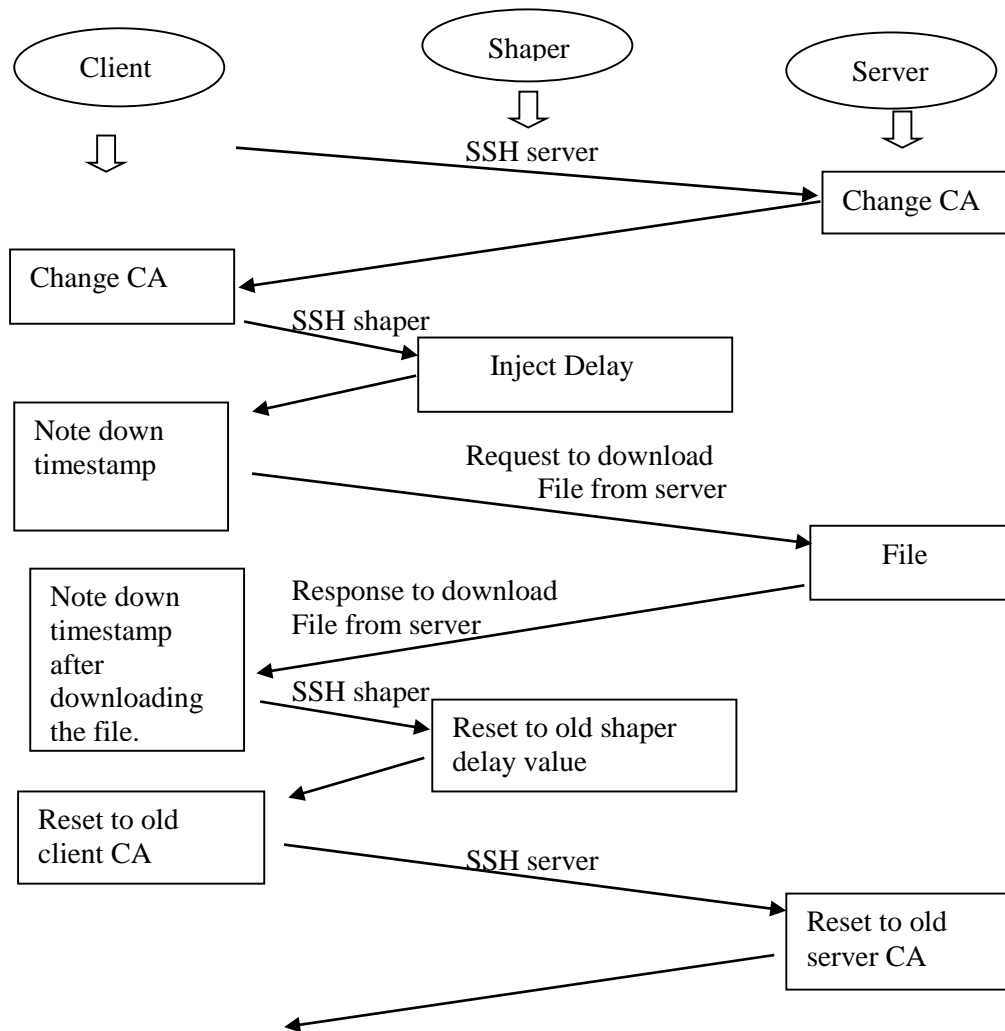 Client
Shaper
Server
SSH server
Change CA
Change CA
SSH shaper
Inject Delay
Note down
timestamp
Request to download
File from server
File
Note down
timestamp
after
downloading
the file.
Response to download
File from server
SSH shaper
Reset to old shaper
delay value
Reset to old
client CA
SSH server
Reset to old
server CA